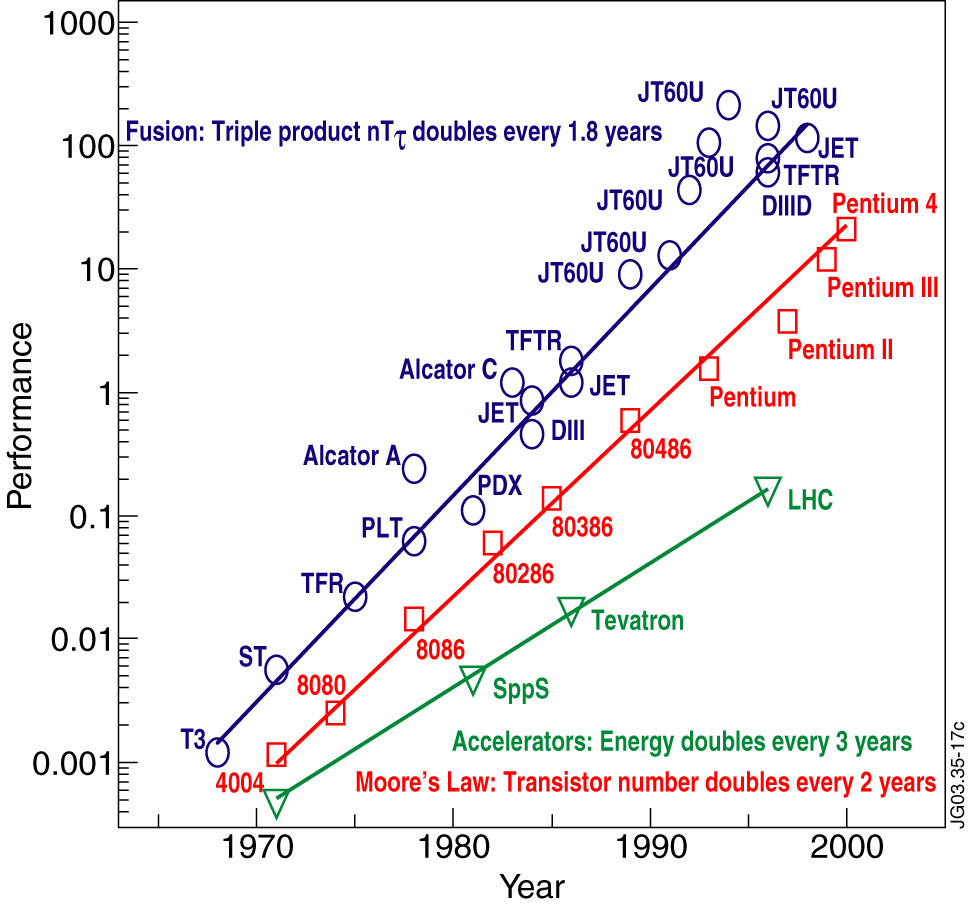 1000
JT60U
JT60U
Fusion: Triple product nTτ doubles every 1.8 years
100
JET
JT60U
TFTR
JT60U
DIIID
Pentium 4
JT60U
10
JT60U
Pentium III
TFTR
Pentium II
Alcator C
JET
1
Pentium
JET
DIII
80486
Alcator A
PDX
LHC
0.1
PLT
80386
80286
TFR
Tevatron
0.01
8086
ST
8080
SppS
T3
Accelerators: Energy doubles every 3 years
0.001
4004
Moore's Law: Transistor number doubles every 2 years
1970
1980
1990
2000
Year
Performance
JG03.35-17c